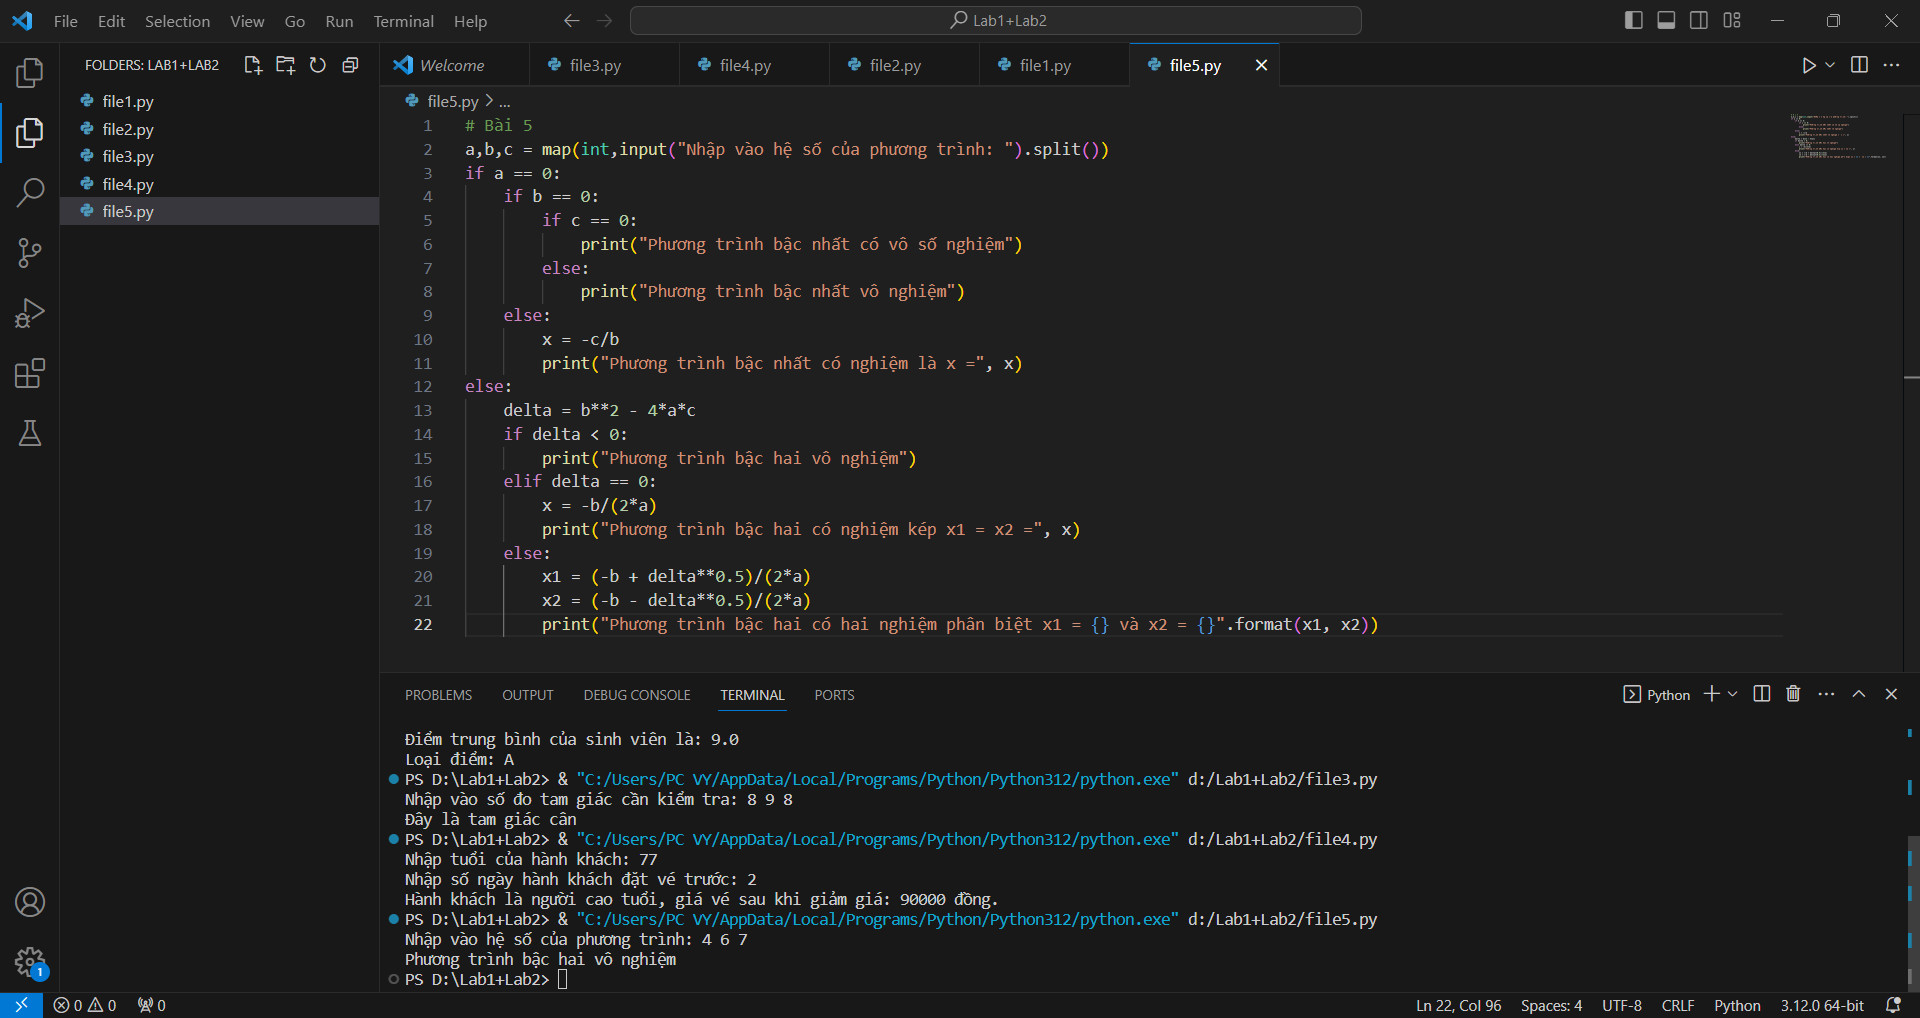 File Edit Selection View Go Run Terminal Help
Lab1+Lab2
FOLDERS: LAB1+LAB2
file1.py
file2.py
file3.py
file4.py
file5.py
Welcome file3.py file4.py file2.py file1.py file5.py
file5.py > ...
1 # Bài 5
2 a,b,c = map(int,input("Nhập vào hệ số của phương trình: ").split())
3 if a == 0:
4     if b == 0:
5         if c == 0:
6             print("Phương trình bậc nhất có vô số nghiệm")
7         else:
8             print("Phương trình bậc nhất vô nghiệm")
9     else:
10         x = -c/b
11         print("Phương trình bậc nhất có nghiệm là x =", x)
12 else:
13     delta = b**2 - 4*a*c
14     if delta < 0:
15         print("Phương trình bậc hai vô nghiệm")
16     elif delta == 0:
17         x = -b/(2*a)
18         print("Phương trình bậc hai có nghiệm kép x1 = x2 =", x)
19     else:
20         x1 = (-b + delta**0.5)/(2*a)
21         x2 = (-b - delta**0.5)/(2*a)
22         print("Phương trình bậc hai có hai nghiệm phân biệt x1 = {} và x2 = {}".format(x1, x2))
PROBLEMS OUTPUT DEBUG CONSOLE TERMINAL PORTS
Python
Điểm trung bình của sinh viên là: 9.0
Loại điểm: A
PS D:\Lab1+Lab2> & "C:/Users/PC VY/AppData/Local/Programs/Python/Python312/python.exe" d:/Lab1+Lab2/file3.py
Nhập vào số đo tam giác cần kiểm tra: 8 9 8
Đây là tam giác cân
PS D:\Lab1+Lab2> & "C:/Users/PC VY/AppData/Local/Programs/Python/Python312/python.exe" d:/Lab1+Lab2/file4.py
Nhập tuổi của hành khách: 77
Nhập số ngày hành khách đặt vé trước: 2
Hành khách là người cao tuổi, giá vé sau khi giảm giá: 90000 đồng.
PS D:\Lab1+Lab2> & "C:/Users/PC VY/AppData/Local/Programs/Python/Python312/python.exe" d:/Lab1+Lab2/file5.py
Nhập vào hệ số của phương trình: 4 6 7
Phương trình bậc hai vô nghiệm
PS D:\Lab1+Lab2>
1
0 0 0
Ln 22, Col 96 Spaces: 4 UTF-8 CRLF Python 3.12.0 64-bit